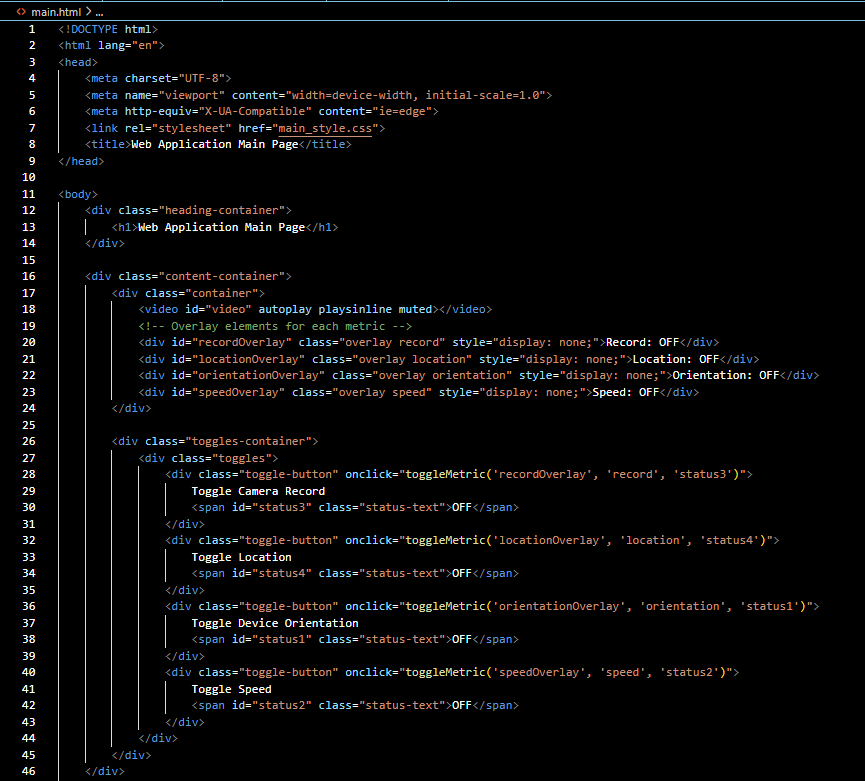 <> main.html > ...
1 <!DOCTYPE html>
2 <html lang="en">
3 <head>
4     <meta charset="UTF-8">
5     <meta name="viewport" content="width=device-width, initial-scale=1.0">
6     <meta http-equiv="X-UA-Compatible" content="ie=edge">
7     <link rel="stylesheet" href="main_style.css">
8     <title>Web Application Main Page</title>
9 </head>
10
11 <body>
12     <div class="heading-container">
13         <h1>Web Application Main Page</h1>
14     </div>
15
16     <div class="content-container">
17         <div class="container">
18             <video id="video" autoplay playsinline muted></video>
19             <!-- Overlay elements for each metric -->
20             <div id="recordOverlay" class="overlay record" style="display: none;">Record: OFF</div>
21             <div id="locationOverlay" class="overlay location" style="display: none;">Location: OFF</div>
22             <div id="orientationOverlay" class="overlay orientation" style="display: none;">Orientation: OFF</div>
23             <div id="speedOverlay" class="overlay speed" style="display: none;">Speed: OFF</div>
24         </div>
25
26         <div class="toggles-container">
27             <div class="toggles">
28                 <div class="toggle-button" onclick="toggleMetric('recordOverlay', 'record', 'status3')">
29                     Toggle Camera Record
30                     <span id="status3" class="status-text">OFF</span>
31                 </div>
32                 <div class="toggle-button" onclick="toggleMetric('locationOverlay', 'location', 'status4')">
33                     Toggle Location
34                     <span id="status4" class="status-text">OFF</span>
35                 </div>
36                 <div class="toggle-button" onclick="toggleMetric('orientationOverlay', 'orientation', 'status1')">
37                     Toggle Device Orientation
38                     <span id="status1" class="status-text">OFF</span>
39                 </div>
40                 <div class="toggle-button" onclick="toggleMetric('speedOverlay', 'speed', 'status2')">
41                     Toggle Speed
42                     <span id="status2" class="status-text">OFF</span>
43                 </div>
44             </div>
45         </div>
46     </div>